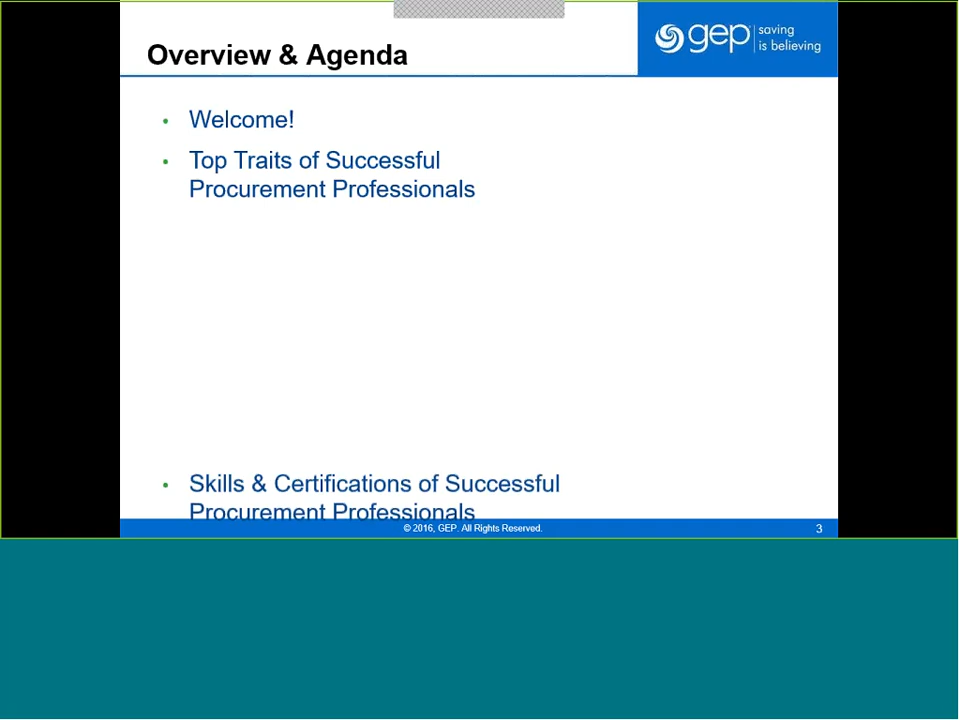 Overview & Agenda
gep
saving
is believing
• Welcome!
• Top Traits of Successful
Procurement Professionals
• Skills & Certifications of Successful
Procurement Professionals
© 2016, GEP. All Rights Reserved.
3